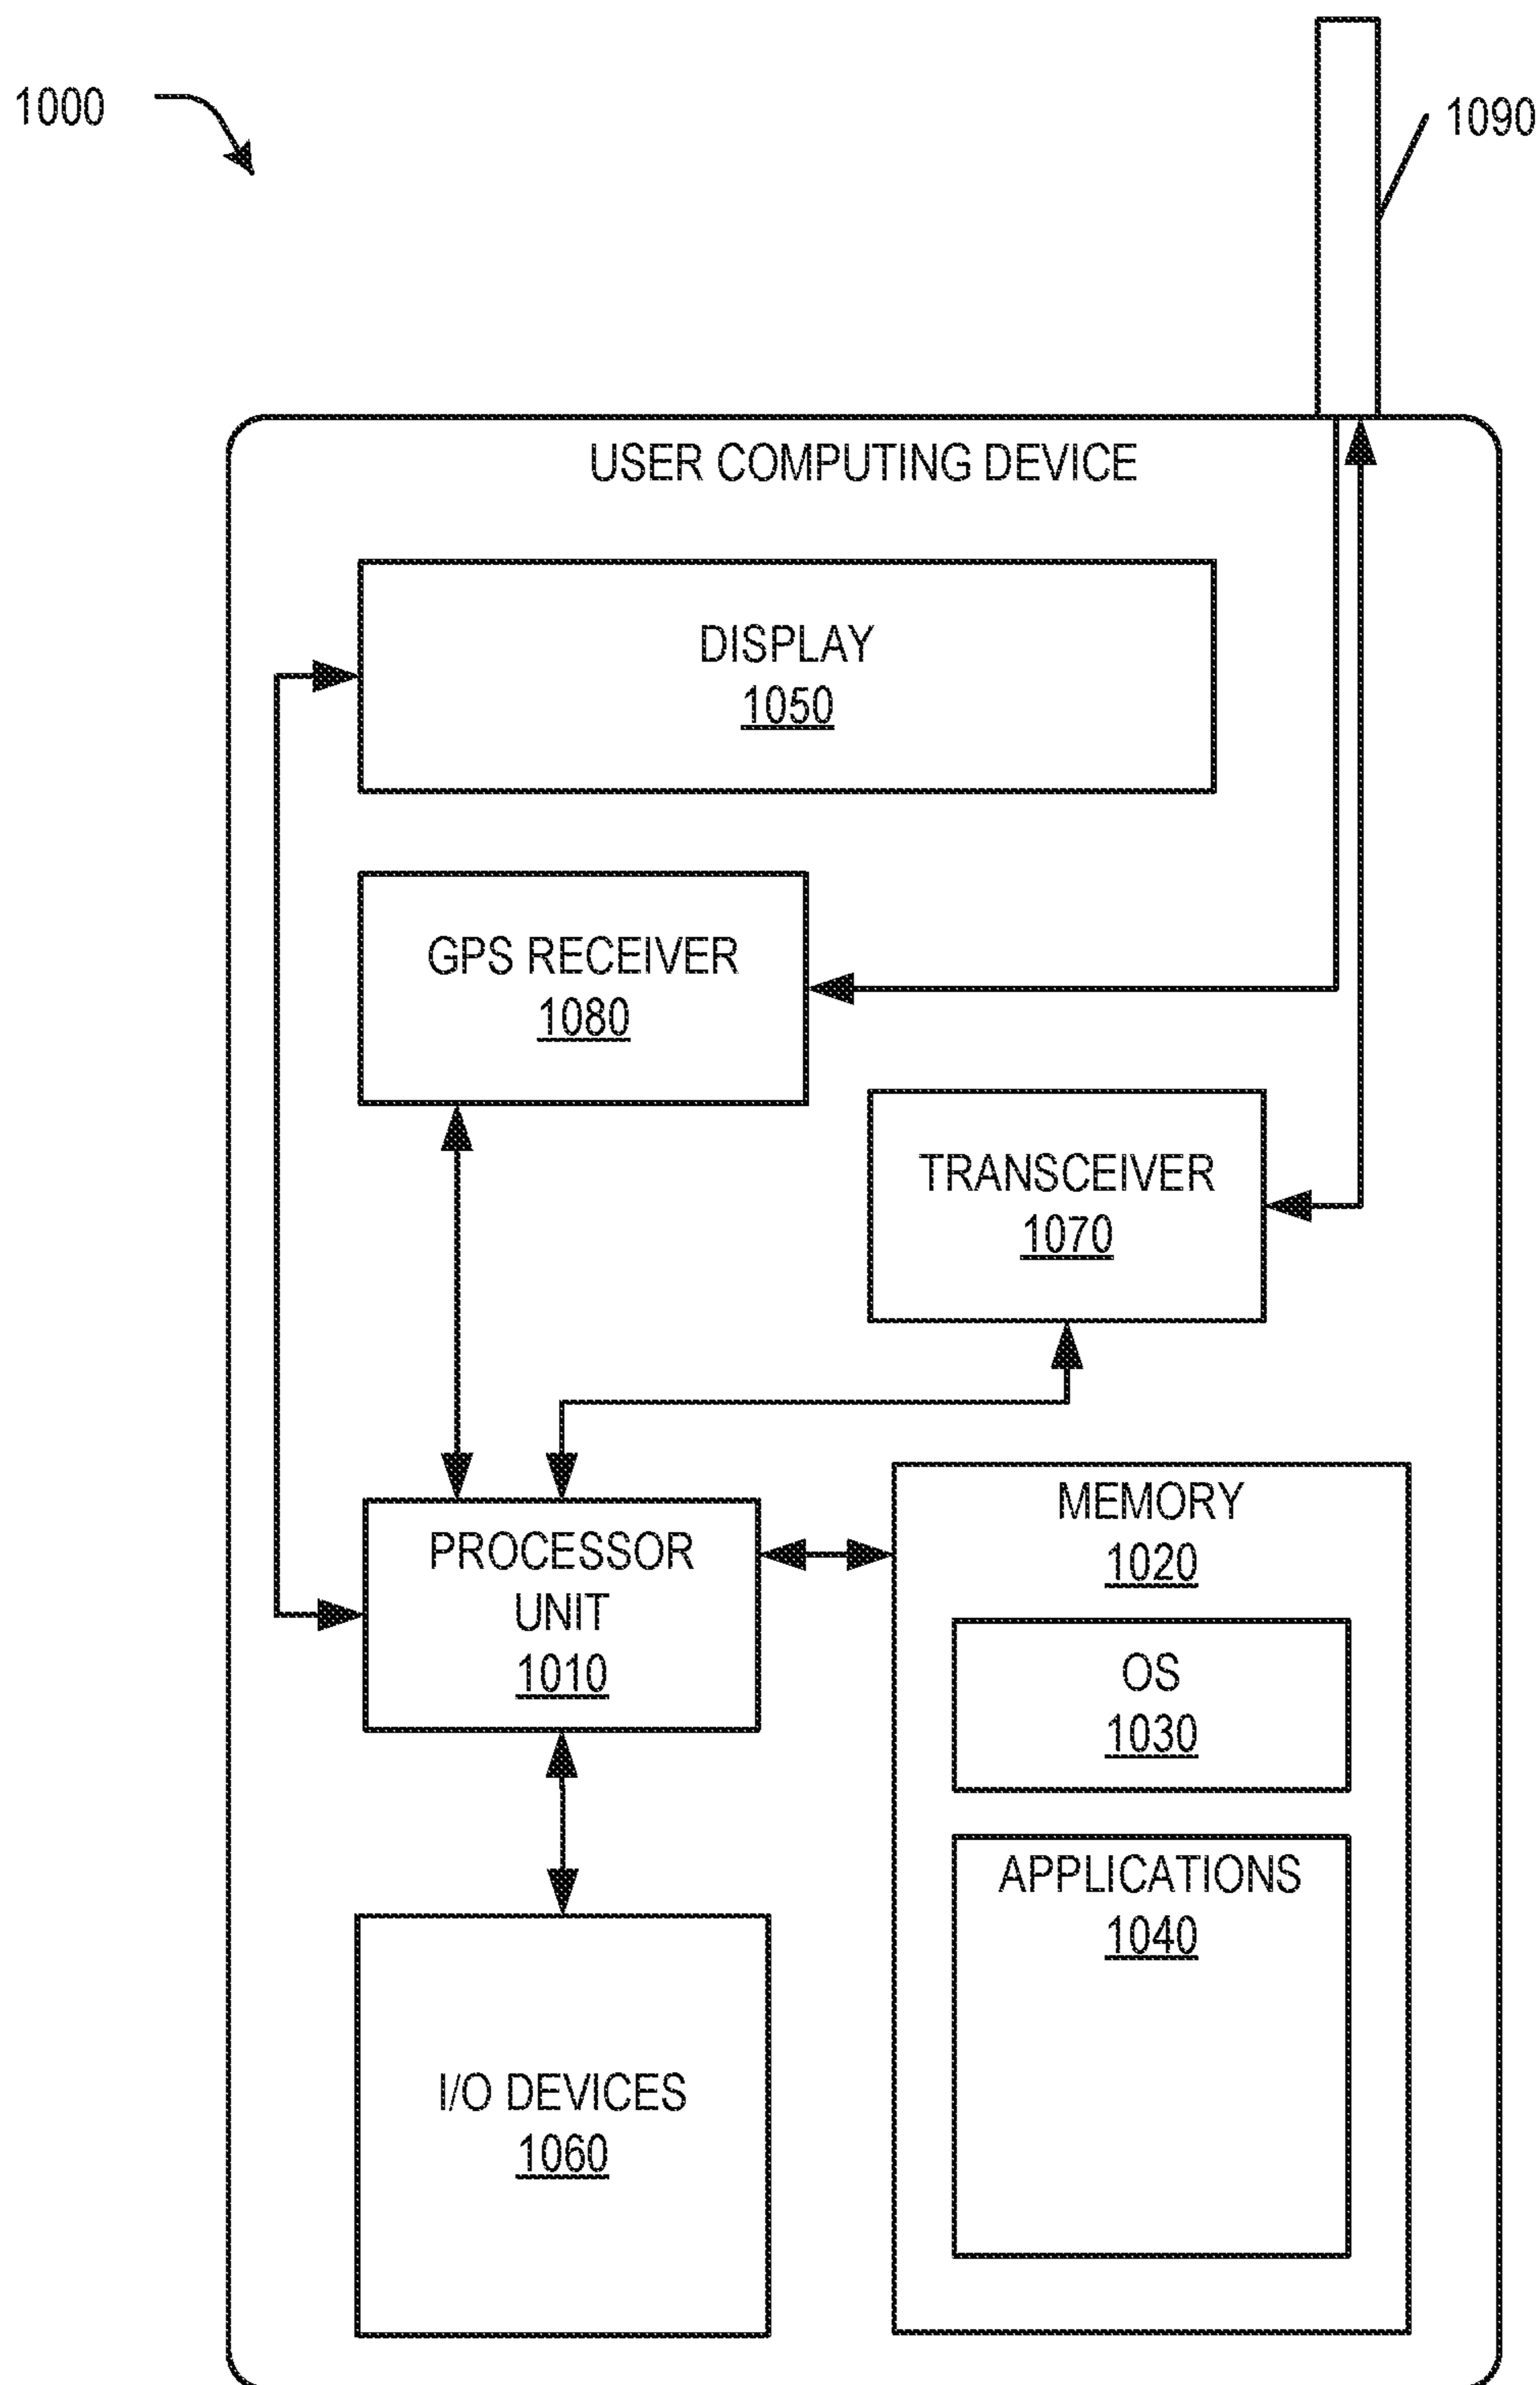 1000
1090
USER COMPUTING DEVICE
DISPLAY
1050
GPS RECEIVER
1080
TRANSCEIVER
1070
PROCESSOR
UNIT
1010
MEMORY
1020
OS
1030
APPLICATIONS
1040
I/O DEVICES
1060